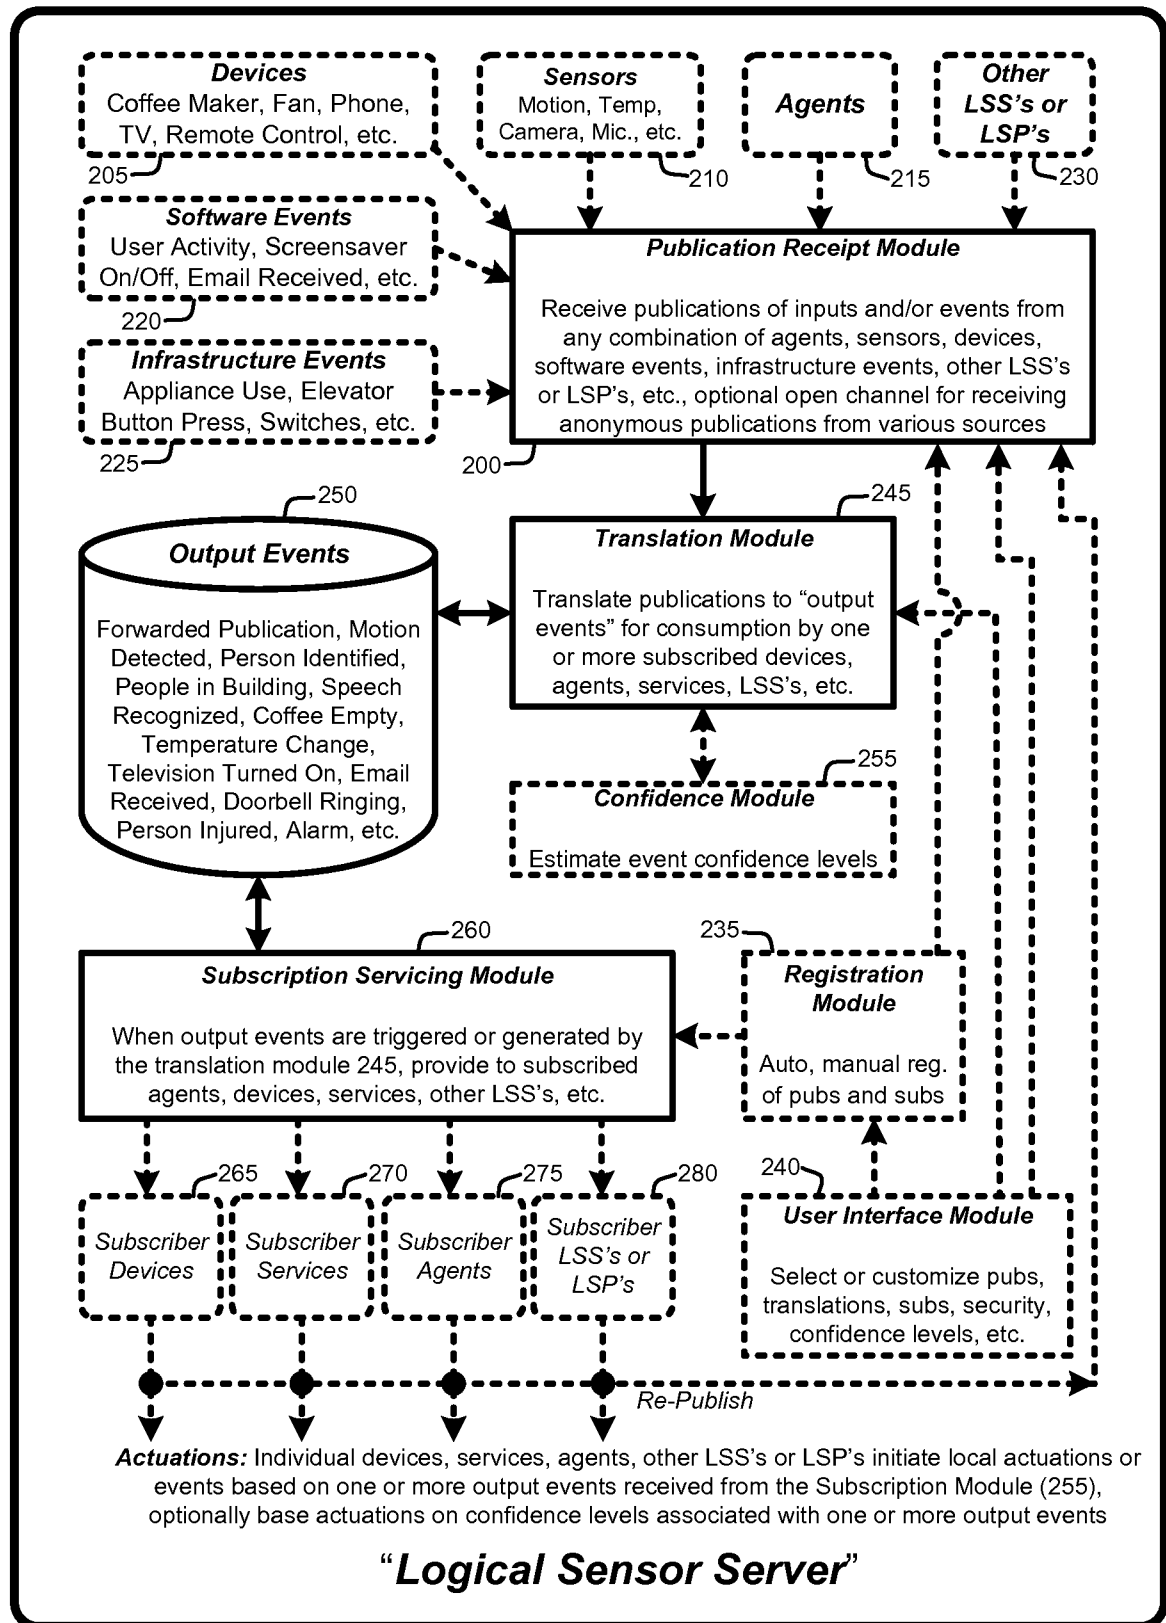 Devices
Coffee Maker, Fan, Phone,
TV, Remote Control, etc.
205
Sensors
Motion, Temp,
Camera, Mic., etc.
210
Agents
215
Other
LSS's or
LSP's
230
Software Events
User Activity, Screensaver
On/Off, Email Received, etc.
220
Infrastructure Events
Appliance Use, Elevator
Button Press, Switches, etc.
225
Publication Receipt Module
Receive publications of inputs and/or events from
any combination of agents, sensors, devices,
software events, infrastructure events, other LSS's
or LSP's, etc., optional open channel for receiving
anonymous publications from various sources
200
250
Output Events
Forwarded Publication, Motion
Detected, Person Identified,
People in Building, Speech
Recognized, Coffee Empty,
Temperature Change,
Television Turned On, Email
Received, Doorbell Ringing,
Person Injured, Alarm, etc.
245
Translation Module
Translate publications to “output
events” for consumption by one
or more subscribed devices,
agents, services, LSS's, etc.
255
Confidence Module
Estimate event confidence levels
260
Subscription Servicing Module
When output events are triggered or generated by
the translation module 245, provide to subscribed
agents, devices, services, other LSS's, etc.
235
Registration
Module
Auto, manual reg.
of pubs and subs
240
User Interface Module
Select or customize pubs,
translations, subs, security,
confidence levels, etc.
265
Subscriber
Devices
270
Subscriber
Services
275
Subscriber
Agents
280
Subscriber
LSS's or
LSP's
Re-Publish
Actuations: Individual devices, services, agents, other LSS's or LSP's initiate local actuations or
events based on one or more output events received from the Subscription Module (255),
optionally base actuations on confidence levels associated with one or more output events
“Logical Sensor Server”